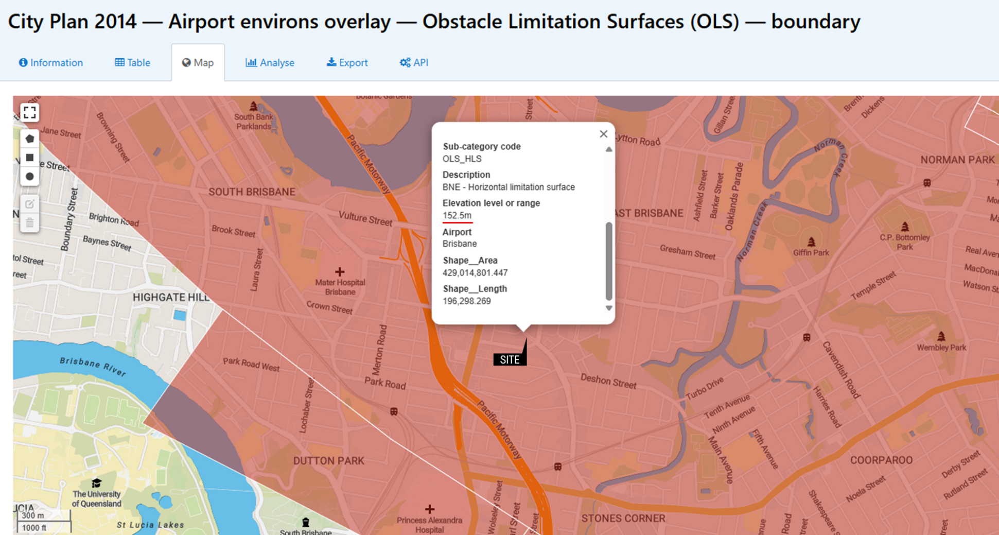 City Plan 2014 — Airport environs overlay — Obstacle Limitation Surfaces (OLS) — boundary
Information
Table
Map
Analyse
Export
API
Botanic Gardens
Jane Street
Browning Street
South Bank
Parklands
Pacific Motorway
Street
Lytton Road
Gillan Street
Dickens
Norman Creek
NORMAN PARK
Sub-category code
OLS_HLS
Description
BNE - Horizontal limitation surface
Elevation level or range
152.5m
Airport
Brisbane
Shape__Area
429,014,801.447
Shape__Length
196,298.269
SOUTH BRISBANE
Vulture Street
Boundary Street
Brighton Road
Baynes Street
Brook Street
Laura Street
tol Street
reet
Mater Hospital
Brisbane
Crown Street
HIGHGATE HILL
AST BRISBANE
Ashfield Street
Barker Street
Oaklands Parade
Norman Creek
Gresham Street
Giffin Park
C.P. Bottomley
Park
Real Aven
MacDona
Watson St
Temple Street
Wembley Park
Cavendish Road
SITE
Brisbane River
Park Road West
Merton Road
Park Road
Lochaber Street
Deshon Street
Turbo Drive
Tenth Avenue
Ninth Avenue
Fifth Avenue
Main Avenue
Harries Road
Pacific Motorway
DUTTON PARK
COORPAROO
Derby Street
Rutland Street
Noela Street
Shakespeare S
The University
of Queensland
UCIA
300 m
1000 ft
St Lucia Lakes
South Brisbane
Princess Alexandra
Hospital
Wolseley Street
rl Street
treet
STONES CORNER
enue
Road
treet
treet